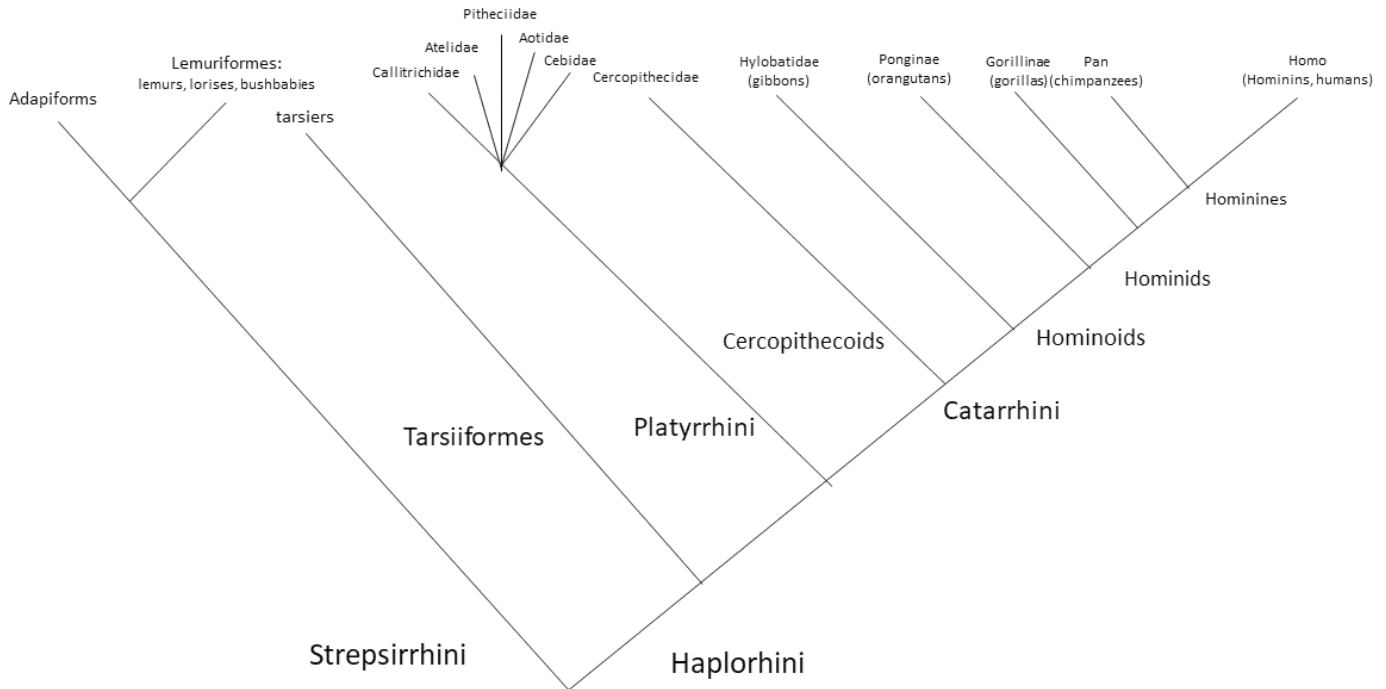 Pitheciidae
Atelidae
Aotidae
Callitrichidae
Cebidae
Lemuriformes:
lemurs, lorises, bushbabies
Adapiforms
tarsiers
Cercopithecidae
Hylobatidae
(gibbons)
Ponginae
(orangutans)
Gorillinae
(gorillas)
Pan
(chimpanzees)
Homo
(Hominins, humans)
Hominines
Hominids
Hominoids
Cercopithecoids
Catarrhini
Platyrrhini
Tarsiiformes
Strepsirrhini
Haplorhini